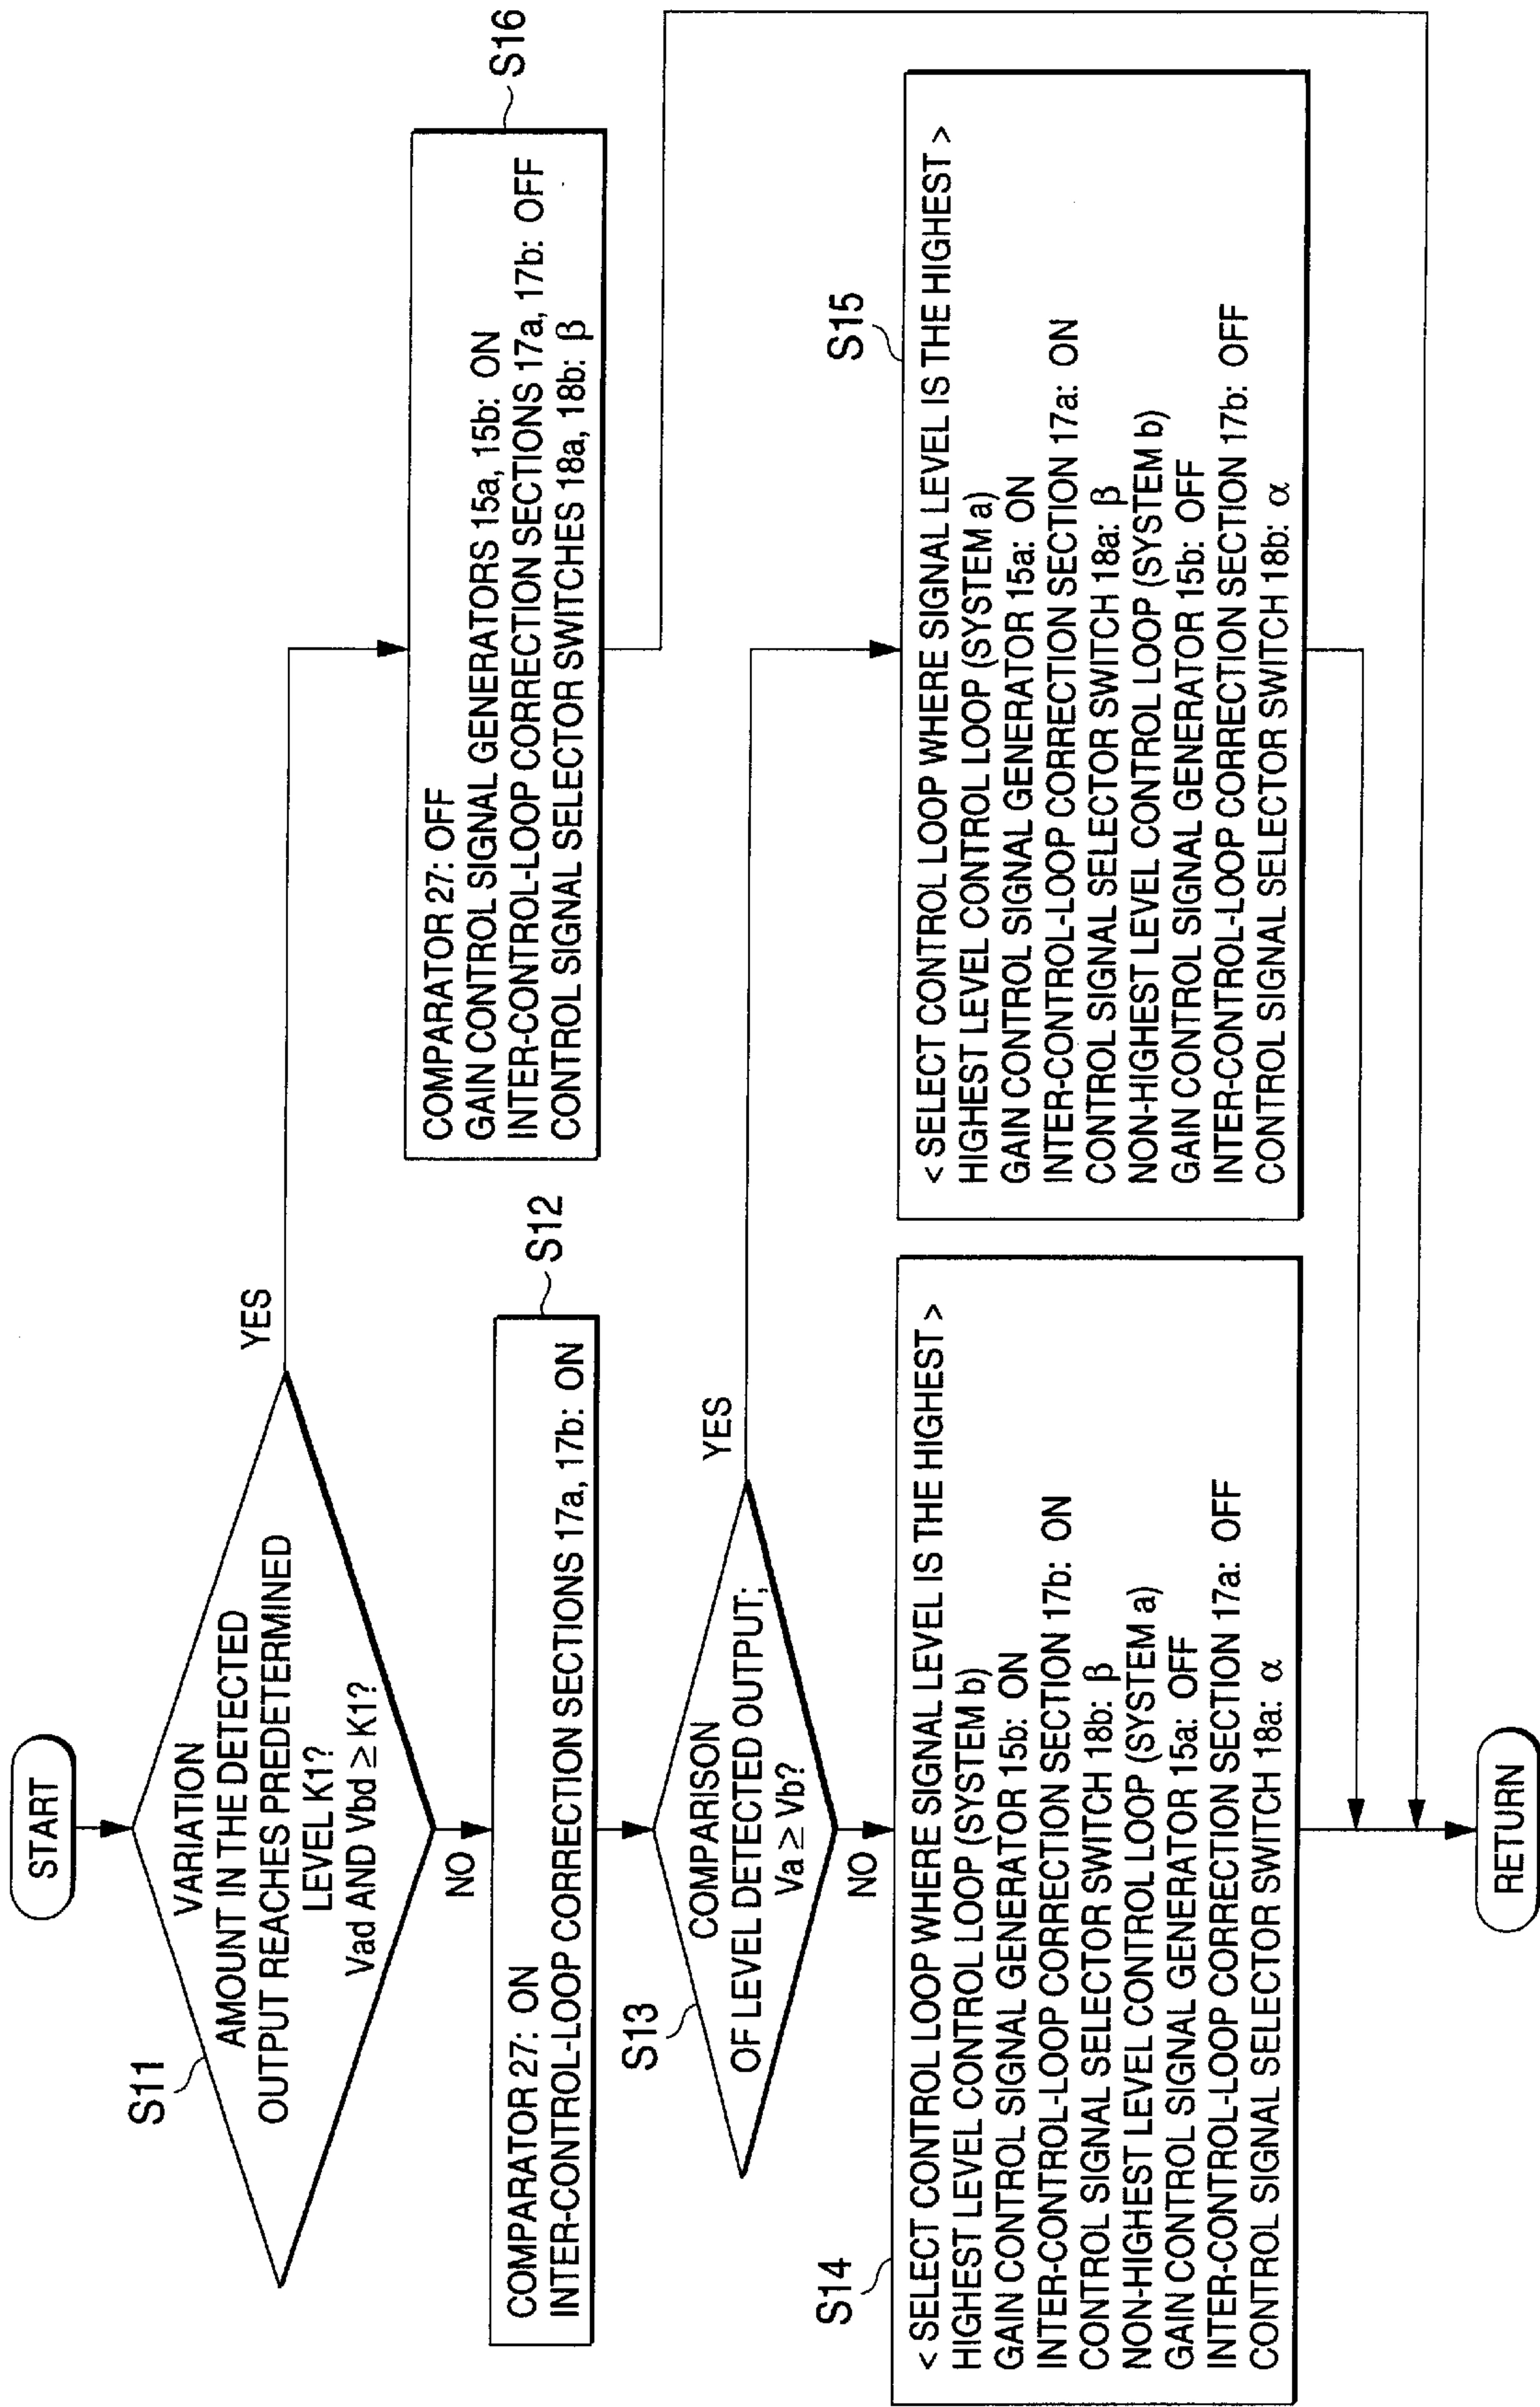 START
S11
VARIATION
AMOUNT IN THE DETECTED
OUTPUT REACHES PREDETERMINED
LEVEL K1?
Vad AND Vbd ≥ K1?
YES
NO
S16
COMPARATOR 27: OFF
GAIN CONTROL SIGNAL GENERATORS 15a, 15b: ON
INTER-CONTROL-LOOP CORRECTION SECTIONS 17a, 17b: OFF
CONTROL SIGNAL SELECTOR SWITCHES 18a, 18b: β
S12
COMPARATOR 27: ON
INTER-CONTROL-LOOP CORRECTION SECTIONS 17a, 17b: ON
S13
COMPARISON
OF LEVEL DETECTED OUTPUT;
Va ≥ Vb?
YES
NO
S14
< SELECT CONTROL LOOP WHERE SIGNAL LEVEL IS THE HIGHEST >
HIGHEST LEVEL CONTROL LOOP (SYSTEM b)
GAIN CONTROL SIGNAL GENERATOR 15b: ON
INTER-CONTROL-LOOP CORRECTION SECTION 17b: ON
CONTROL SIGNAL SELECTOR SWITCH 18b: β
NON-HIGHEST LEVEL CONTROL LOOP (SYSTEM a)
GAIN CONTROL SIGNAL GENERATOR 15a: OFF
INTER-CONTROL-LOOP CORRECTION SECTION 17a: OFF
CONTROL SIGNAL SELECTOR SWITCH 18a: α
S15
< SELECT CONTROL LOOP WHERE SIGNAL LEVEL IS THE HIGHEST >
HIGHEST LEVEL CONTROL LOOP (SYSTEM a)
GAIN CONTROL SIGNAL GENERATOR 15a: ON
INTER-CONTROL-LOOP CORRECTION SECTION 17a: ON
CONTROL SIGNAL SELECTOR SWITCH 18a: β
NON-HIGHEST LEVEL CONTROL LOOP (SYSTEM b)
GAIN CONTROL SIGNAL GENERATOR 15b: OFF
INTER-CONTROL-LOOP CORRECTION SECTION 17b: OFF
CONTROL SIGNAL SELECTOR SWITCH 18b: α
RETURN